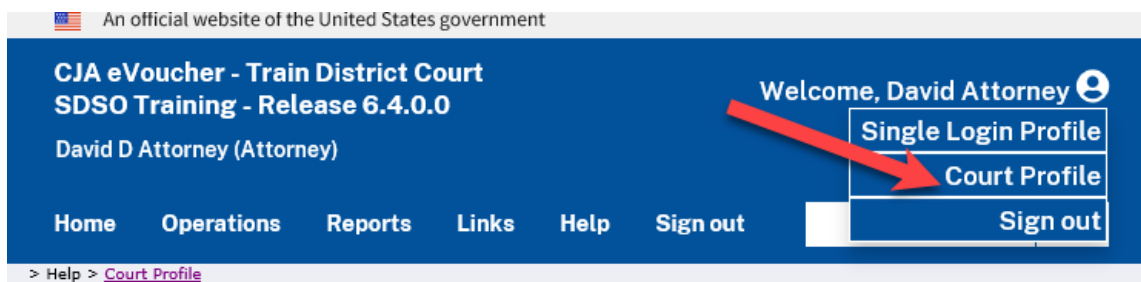 An official website of the United States government
CJA eVoucher - Train District Court
SDSO Training - Release 6.4.0.0
David D Attorney (Attorney)
Welcome, David Attorney
Single Login Profile
Court Profile
Sign out
Home Operations Reports Links Help Sign out
> Help > Court Profile